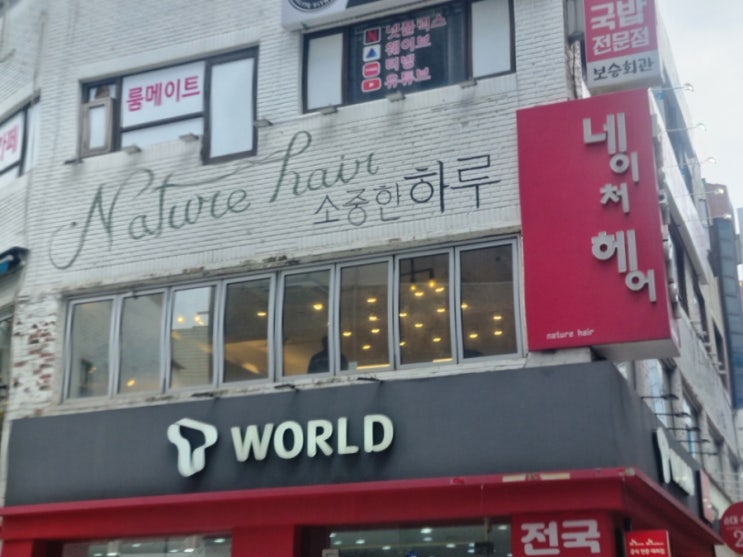 국밥
전문점
보승회관
넷플릭스
웨이브
티빙
유튜브
룸메이트
카페
Nature hair
소중한 하루
네이처 헤어
nature hair
T WORLD
전국